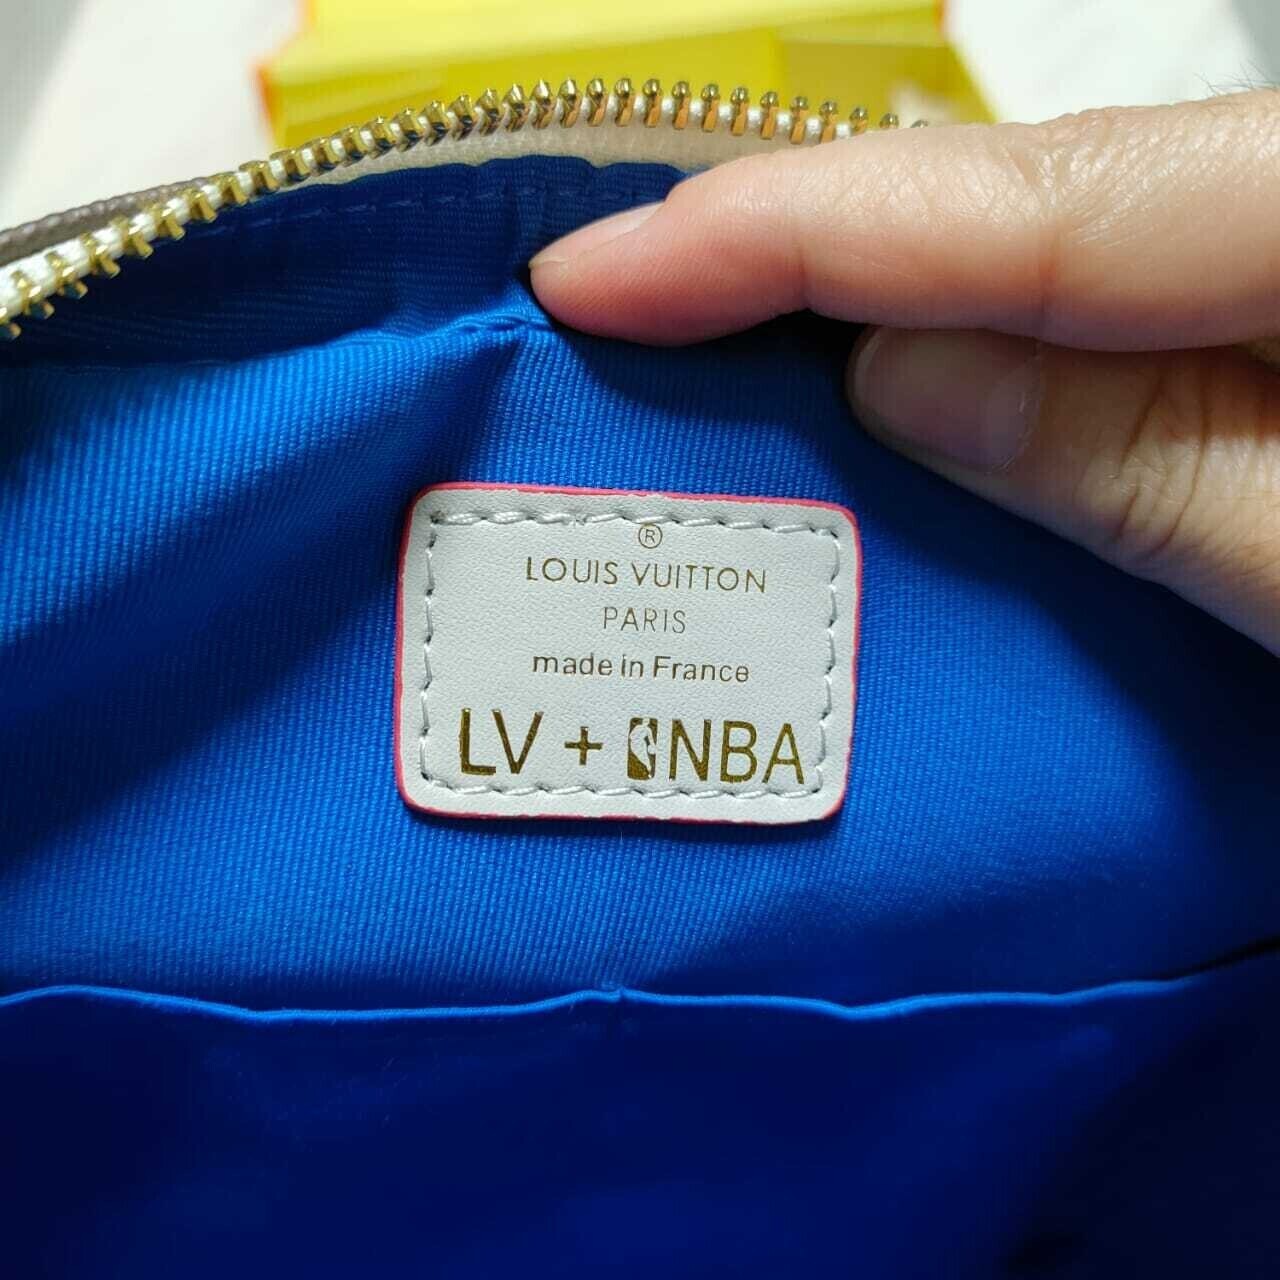 ®
LOUIS VUITTON
PARIS
made in France
LV + NBA